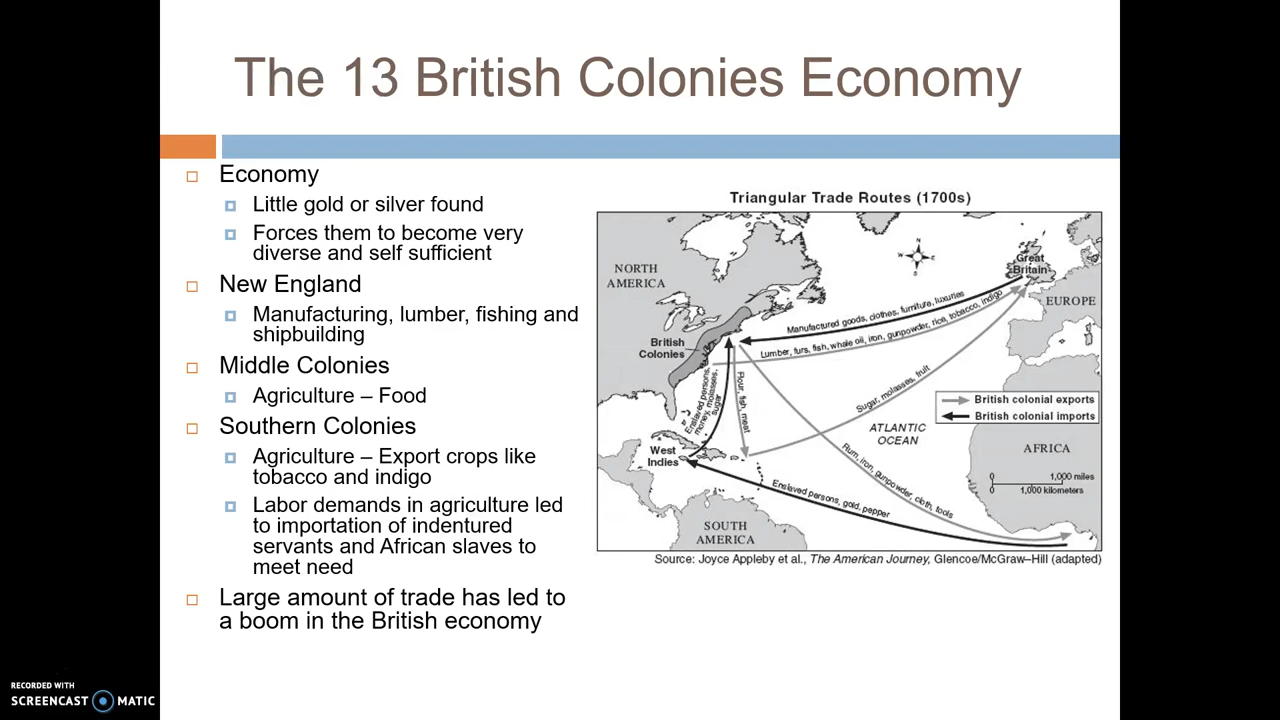 The 13 British Colonies Economy
Economy
Little gold or silver found
Forces them to become very
diverse and self sufficient
New England
Manufacturing, lumber, fishing and
shipbuilding
Middle Colonies
Agriculture – Food
Southern Colonies
Agriculture – Export crops like
tobacco and indigo
Labor demands in agriculture led
to importation of indentured
servants and African slaves to
meet need
Large amount of trade has led to
a boom in the British economy
Triangular Trade Routes (1700s)
N
W E
S
NORTH
AMERICA
Great
Britain
EUROPE
British
Colonies
Manufactured goods, clothes, furniture, luxuries
Lumber, furs, fish, whale oil, iron, gunpowder, rice, tobacco, indigo
Enslaved persons,
money, molasses,
sugar
Flour, fish, meat
Sugar, molasses, fruit
British colonial exports
British colonial imports
ATLANTIC
OCEAN
AFRICA
West
Indies
Rum, iron, gunpowder, cloth, tools
Enslaved persons, gold, pepper
0 1,000 miles
0 1,000 kilometers
SOUTH
AMERICA
Source: Joyce Appleby et al., The American Journey, Glencoe/McGraw–Hill (adapted)
RECORDED WITH
SCREENCAST MATIC